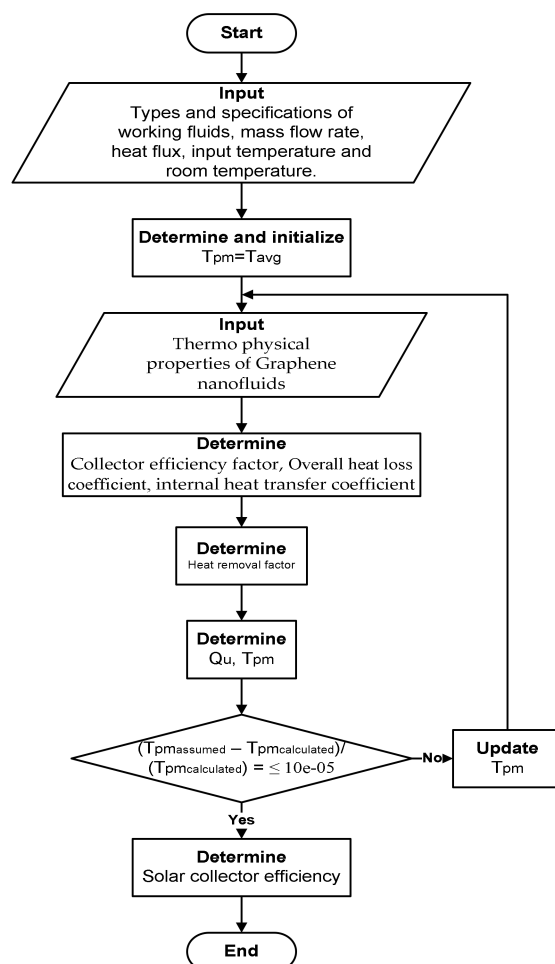 Start
Input
Types and specifications of
working fluids, mass flow rate,
heat flux, input temperature and
room temperature.
Determine and initialize
Tpm=Tavg
Input
Thermo physical
properties of Graphene
nanofluids
Determine
Collector efficiency factor, Overall heat loss
coefficient, internal heat transfer coefficient
Determine
Heat removal factor
Determine
Qu, Tpm
(Tpmassumed – Tpmcalculated)/
(Tpmcalculated) = ≤ 10e-05
No
Update
Tpm
Yes
Determine
Solar collector efficiency
End